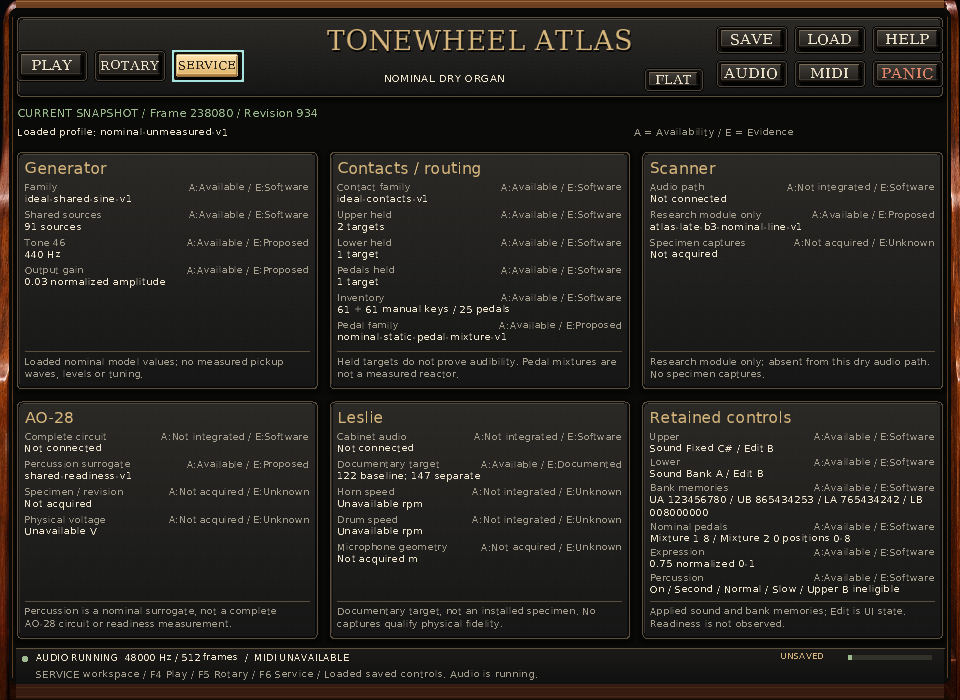 TONEWHEEL ATLAS
NOMINAL DRY ORGAN
PLAY ROTARY SERVICE
FLAT
SAVE LOAD HELP
AUDIO MIDI PANIC
CURRENT SNAPSHOT / Frame 238080 / Revision 934
Loaded profile: nominal-unmeasured-v1
A = Availability / E = Evidence
Generator
Family A:Available / E:Software
ideal-shared-sine-v1
Shared sources A:Available / E:Software
91 sources
Tone 46 A:Available / E:Proposed
440 Hz
Output gain A:Available / E:Proposed
0.03 normalized amplitude
Loaded nominal model values; no measured pickup
waves, levels or tuning.
Contacts / routing
Contact family A:Available / E:Software
ideal-contacts-v1
Upper held A:Available / E:Software
2 targets
Lower held A:Available / E:Software
1 target
Pedals held A:Available / E:Software
1 target
Inventory A:Available / E:Software
61 + 61 manual keys / 25 pedals
Pedal family A:Available / E:Proposed
nominal-static-pedal-mixture-v1
Held targets do not prove audibility. Pedal mixtures are
not a measured reactor.
Scanner
Audio path A:Not integrated / E:Software
Not connected
Research module only A:Available / E:Proposed
atlas-late-b3-nominal-line-v1
Specimen captures A:Not acquired / E:Unknown
Not acquired
Research module only; absent from this dry audio path.
No specimen captures.
AO-28
Complete circuit A:Not integrated / E:Software
Not connected
Percussion surrogate A:Available / E:Proposed
shared-readiness-v1
Specimen / revision A:Not acquired / E:Unknown
Not acquired
Physical voltage A:Not acquired / E:Unknown
Unavailable V
Percussion is a nominal surrogate, not a complete
AO-28 circuit or readiness measurement.
Leslie
Cabinet audio A:Not integrated / E:Software
Not connected
Documentary target A:Available / E:Documented
122 baseline; 147 separate
Horn speed A:Not integrated / E:Unknown
Unavailable rpm
Drum speed A:Not integrated / E:Unknown
Unavailable rpm
Microphone geometry A:Not acquired / E:Unknown
Not acquired m
Documentary target, not an installed specimen. No
captures qualify physical fidelity.
Retained controls
Upper A:Available / E:Software
Sound Fixed C# / Edit B
Lower A:Available / E:Software
Sound Bank A / Edit B
Bank memories A:Available / E:Software
UA 123456780 / UB 865434253 / LA 765434242 / LB
008000000
Nominal pedals A:Available / E:Software
Mixture 1 8 / Mixture 2 0 positions 0-8
Expression A:Available / E:Software
0.75 normalized 0-1
Percussion A:Available / E:Software
On / Second / Normal / Slow / Upper B ineligible
Applied sound and bank memories; Edit is UI state.
Readiness is not observed.
AUDIO RUNNING 48000 Hz / 512 frames / MIDI UNAVAILABLE
UNSAVED
SERVICE workspace / F4 Play / F5 Rotary / F6 Service / Loaded saved controls. Audio is running.